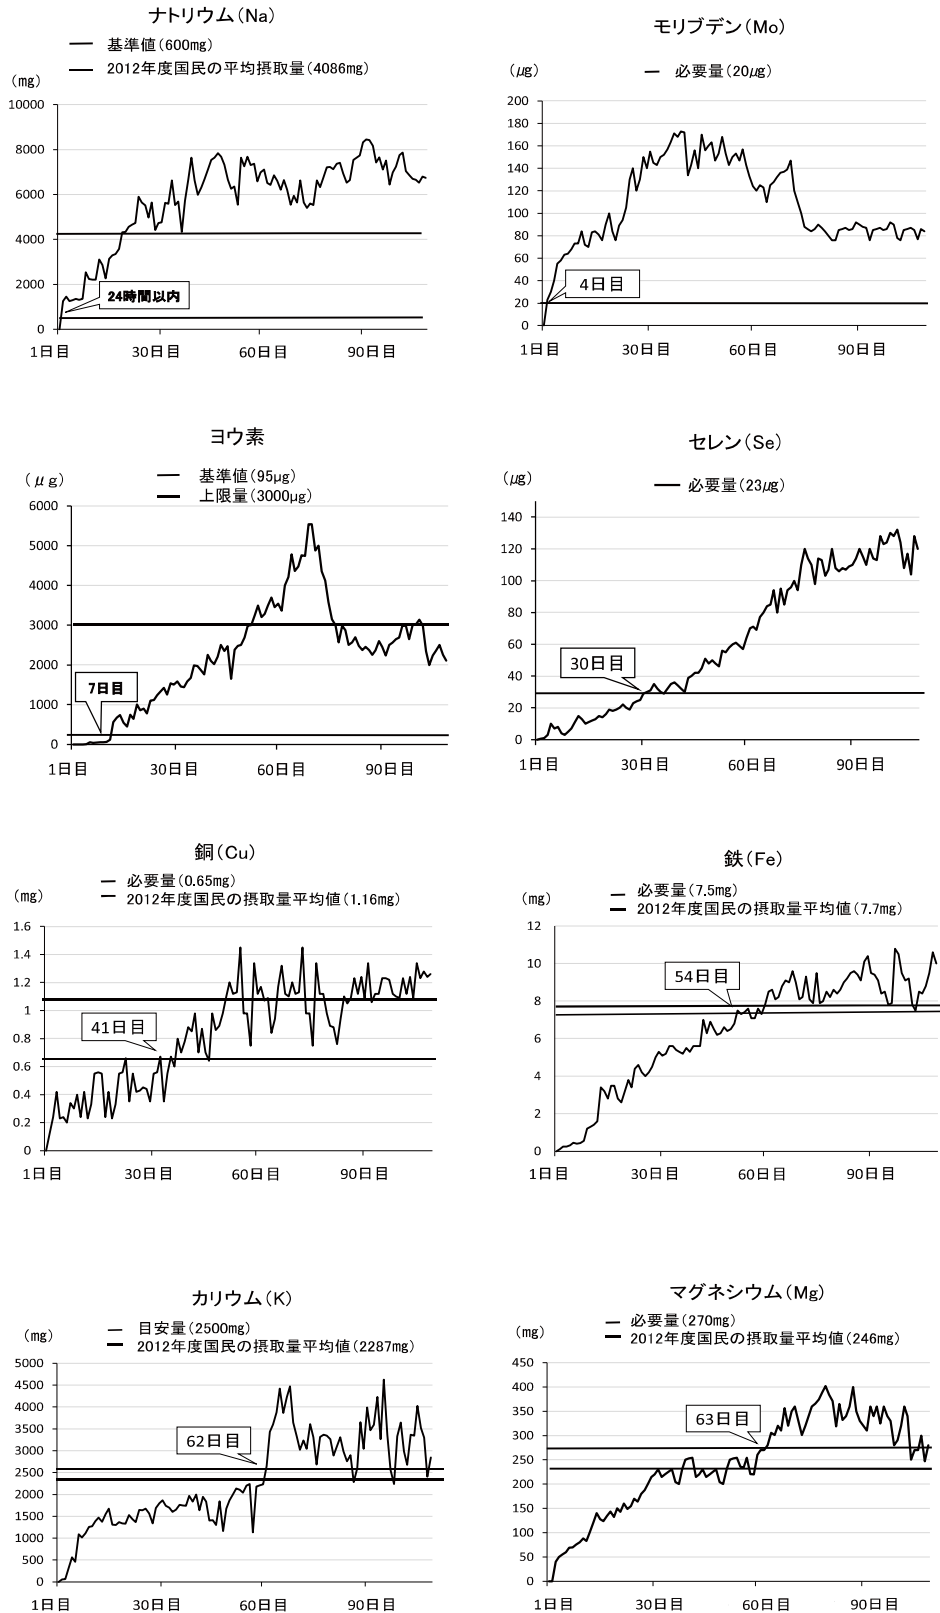 ナトリウム(Na)
基準値(600mg)
2012年度国民の平均摂取量(4086mg)
(mg)
10000
8000
6000
4000
2000
0
24時間以内
1日目 30日目 60日目 90日目
モリブデン(Mo)
必要量(20μg)
(μg)
200
180
160
140
120
100
80
60
40
20
0
4日目
1日目 30日目 60日目 90日目
ヨウ素
(μg)
基準値(95μg)
上限量(3000μg)
6000
5000
4000
3000
2000
1000
0
7日目
1日目 30日目 60日目 90日目
セレン(Se)
(μg)
必要量(23μg)
140
120
100
80
60
40
20
0
30日目
1日目 30日目 60日目 90日目
銅(Cu)
必要量(0.65mg)
2012年度国民の摂取量平均値(1.16mg)
(mg)
1.6
1.4
1.2
1
0.8
0.6
0.4
0.2
0
41日目
1日目 30日目 60日目 90日目
鉄(Fe)
必要量(7.5mg)
2012年度国民の摂取量平均値(7.7mg)
(mg)
12
10
8
6
4
2
0
54日目
1日目 30日目 60日目 90日目
カリウム(K)
目安量(2500mg)
2012年度国民の摂取量平均値(2287mg)
(mg)
5000
4500
4000
3500
3000
2500
2000
1500
1000
500
0
62日目
1日目 30日目 60日目 90日目
マグネシウム(Mg)
必要量(270mg)
2012年度国民の摂取量平均値(246mg)
(mg)
450
400
350
300
250
200
150
100
50
0
63日目
1日目 30日目 60日目 90日目